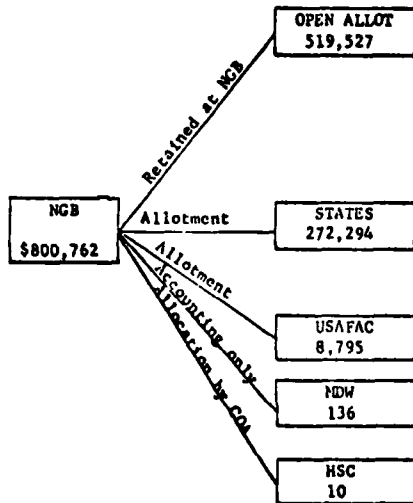 OPEN ALLOT
519,527
Retained at NGB
NGB
$800,762
Allotment
STATES
272,294
Allotment
USAFAC
8,795
Accounting only
MDW
136
Allocation by COA
HSC
10